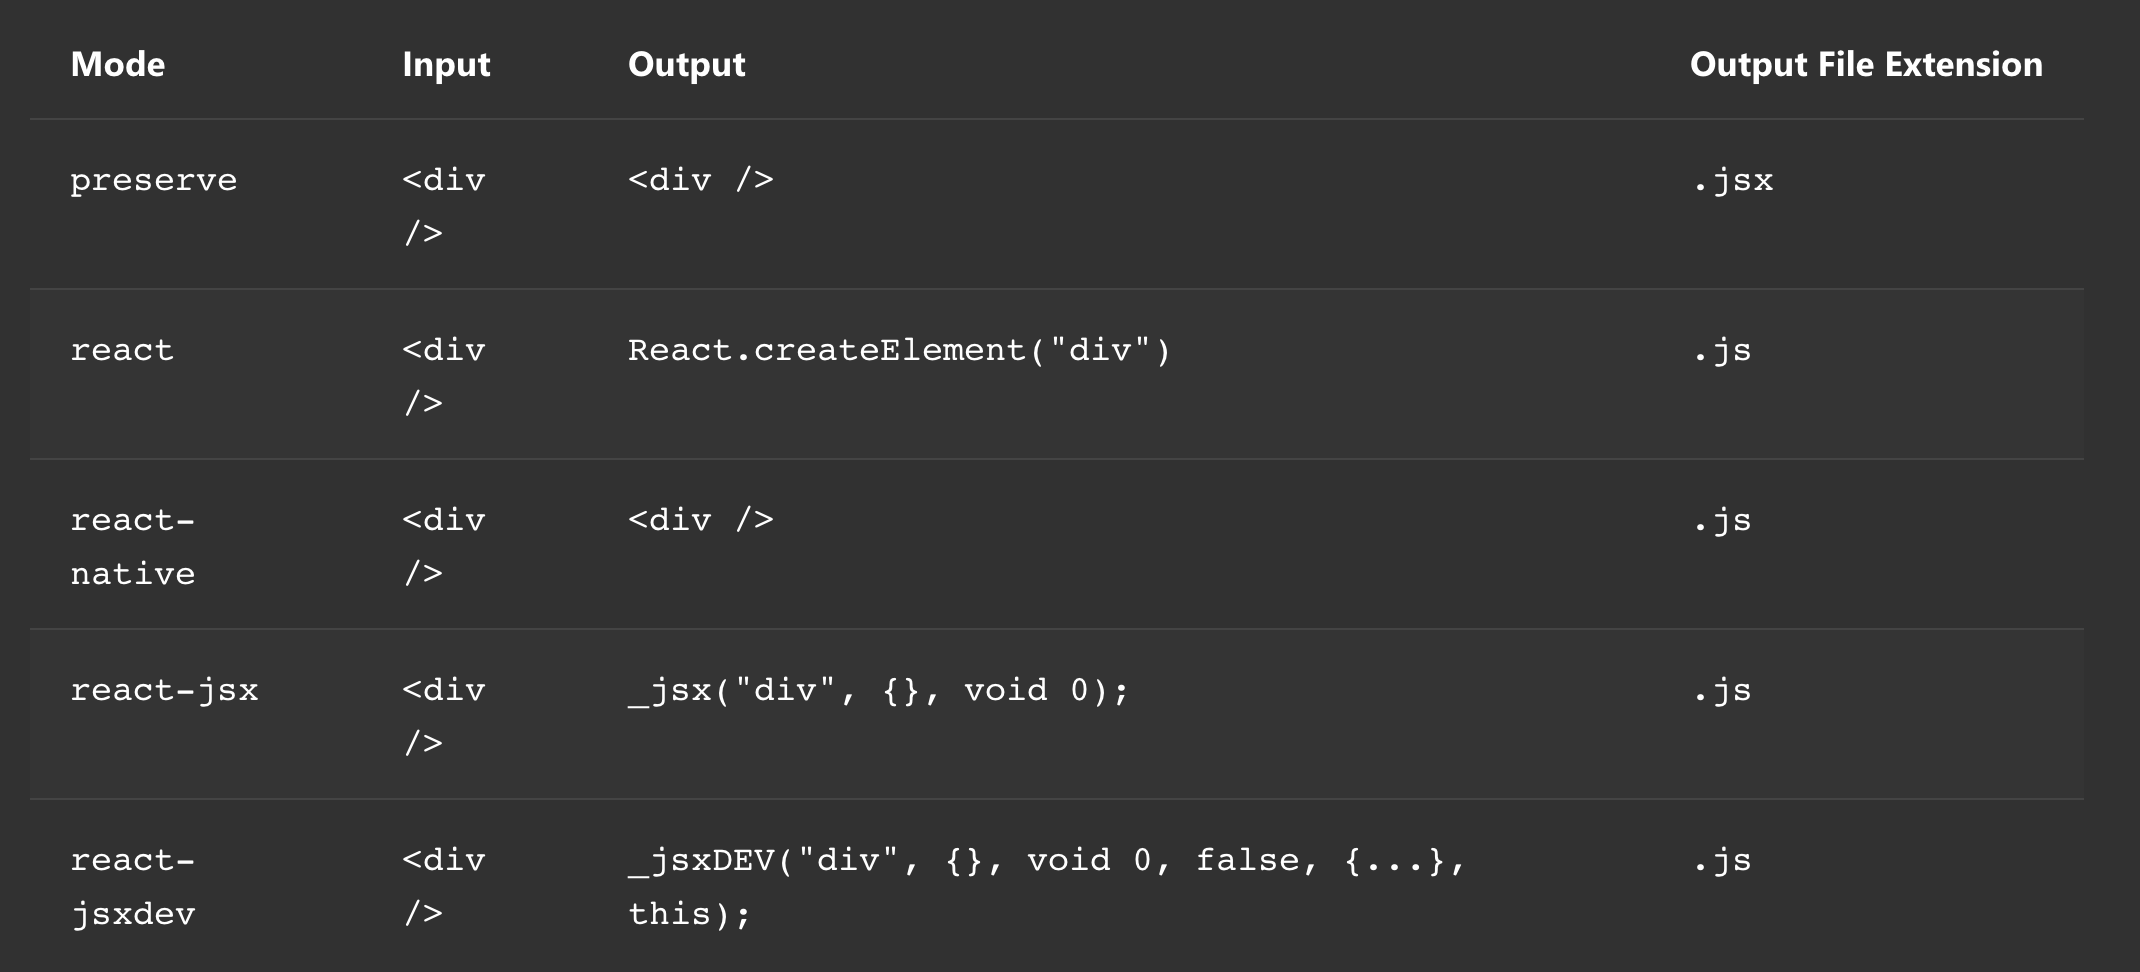 Mode Input Output Output File Extension
preserve <div <div /> .jsx
/>
react <div React.createElement("div") .js
/>
react- <div <div /> .js
native />
react-jsx <div _jsx("div", {}, void 0); .js
/>
react- <div _jsxDEV("div", {}, void 0, false, {...}, .js
jsxdev /> this);